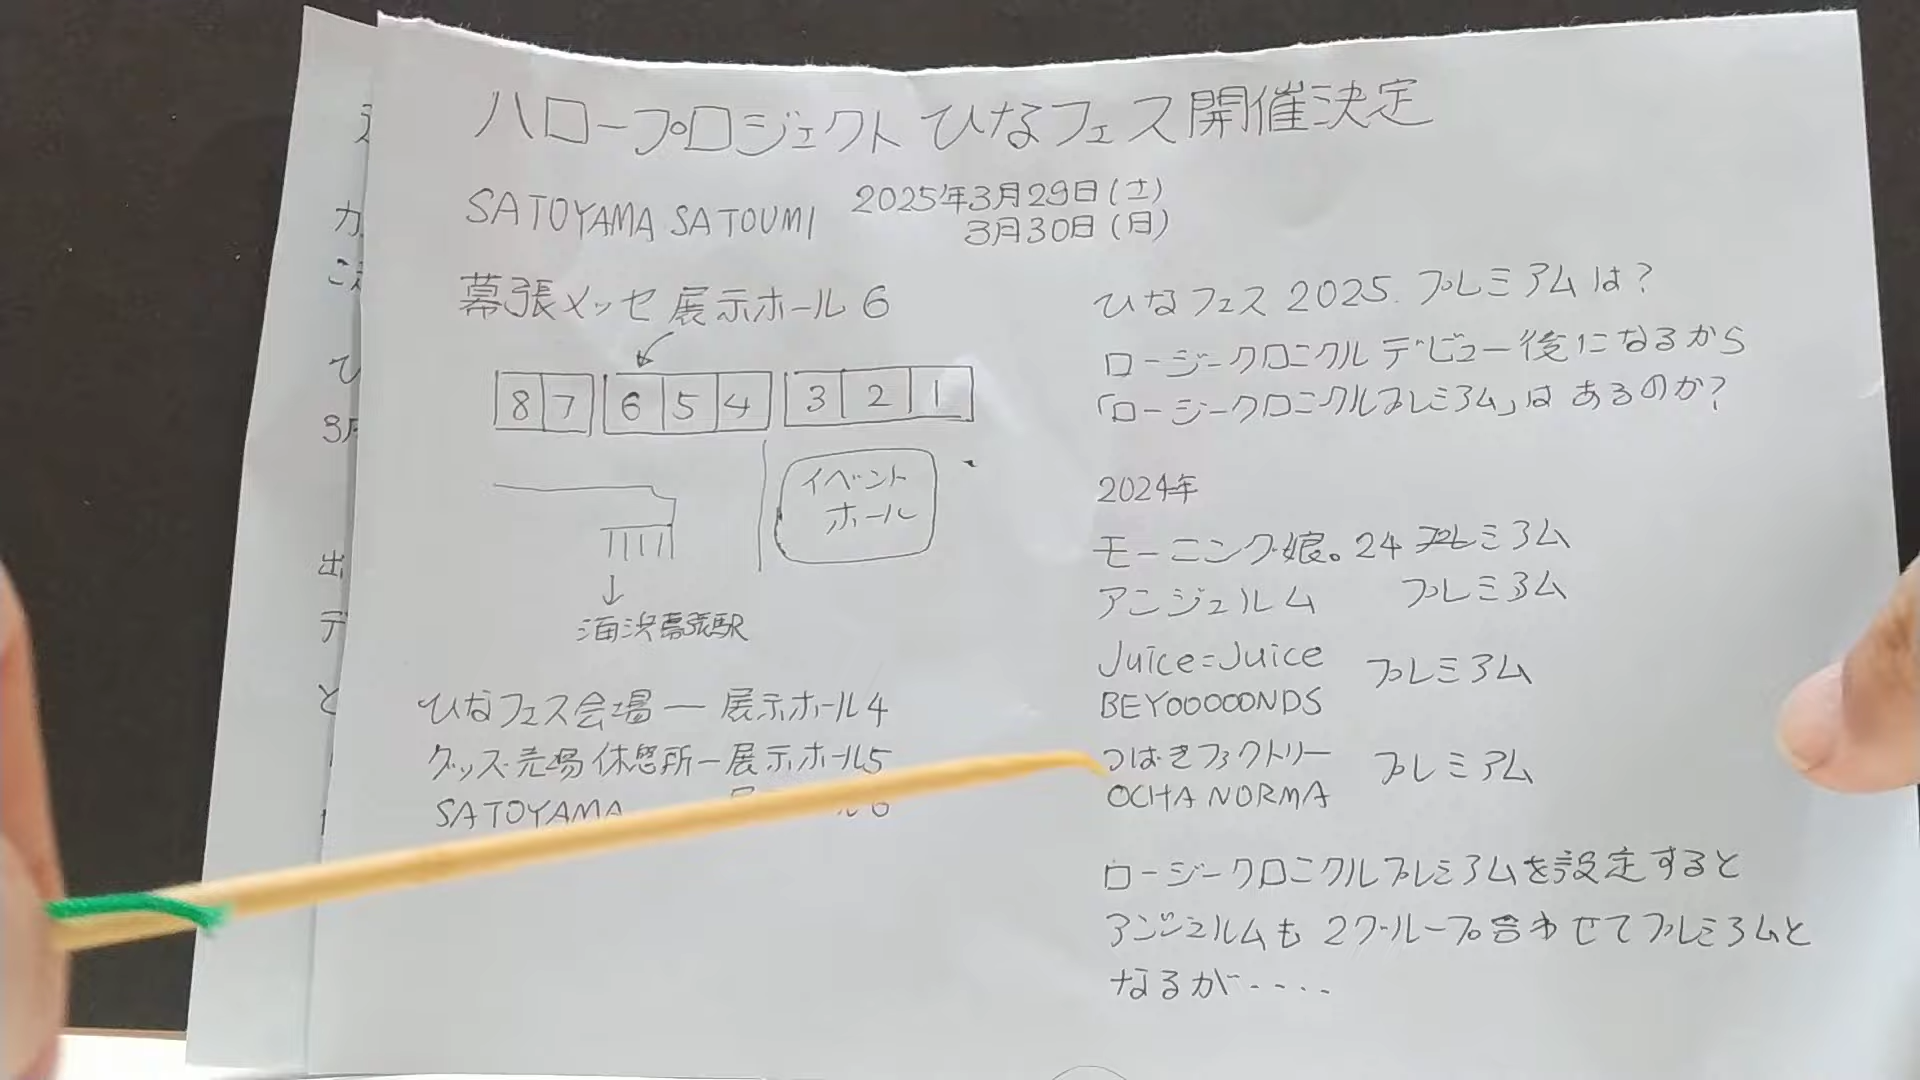 ハロープロジェクト ひなフェス開催決定
SATOYAMA SATOUMI 2025年3月29日(土)
3月30日(日)
幕張メッセ 展示ホール6
8 7 6 5 4 3 2 1
イベント
ホール
海浜幕張駅
ひなフェス会場 ― 展示ホール4
グッズ売場 休憩所 ― 展示ホール5
SATOYAMA
ひなフェス 2025. プレミアムは?
ロージークロニクル デビュー後になるから
「ロージークロニクルプレミアム」は あるのか?
2024年
モーニング娘。24 プレミアム
アンジュルム プレミアム
Juice=Juice プレミアム
BEYOOOOONDS
つばきファクトリー プレミアム
OCHA NORMA
ロージークロニクルプレミアムを設定すると
アンジュルムも 2グループ合わせてプレミアムと
なるが‥‥